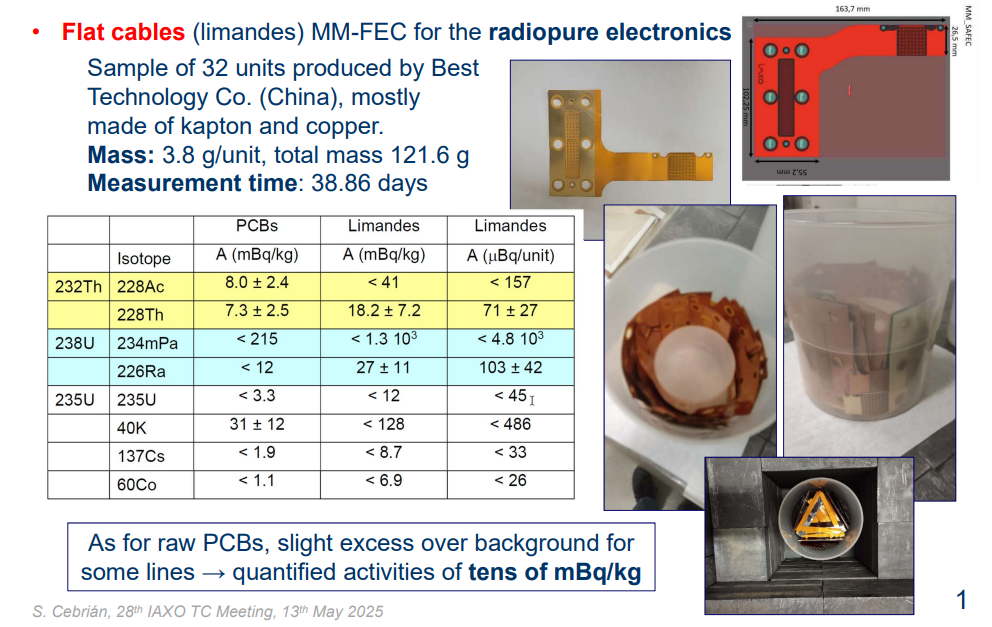 • Flat cables (limandes) MM-FEC for the radiopure electronics
Sample of 32 units produced by Best
Technology Co. (China), mostly
made of kapton and copper.
Mass: 3.8 g/unit, total mass 121.6 g
Measurement time: 38.86 days
163,7 mm
MM_SAFEC
26,5 mm
IAXO
102,25 mm
55,2 mm
PCBs Limandes Limandes
Isotope A (mBq/kg) A (mBq/kg) A (μBq/unit)
232Th 228Ac 8.0 ± 2.4 < 41 < 157
228Th 7.3 ± 2.5 18.2 ± 7.2 71 ± 27
238U 234mPa < 215 < 1.3 10³ < 4.8 10³
226Ra < 12 27 ± 11 103 ± 42
235U 235U < 3.3 < 12 < 45
40K 31 ± 12 < 128 < 486
137Cs < 1.9 < 8.7 < 33
60Co < 1.1 < 6.9 < 26
As for raw PCBs, slight excess over background for
some lines → quantified activities of tens of mBq/kg
S. Cebrián, 28th IAXO TC Meeting, 13th May 2025
1